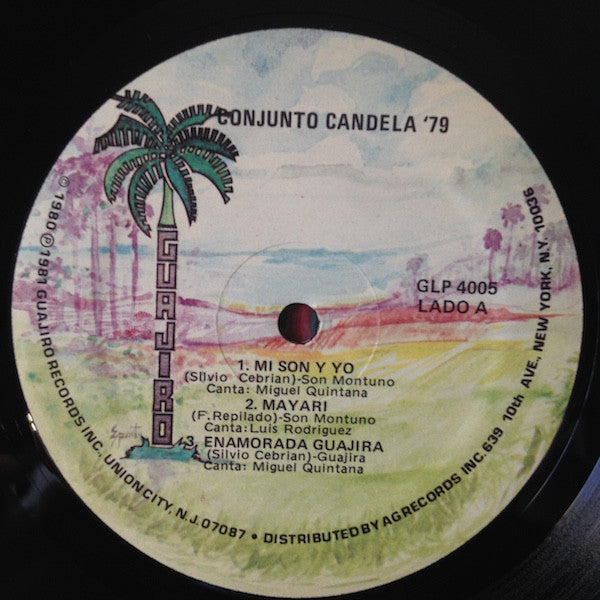 CONJUNTO CANDELA '79
GUAJIRO
GLP 4005
LADO A
1. MI SON Y YO
(Silvio Cebrian)-Son Montuno
Canta: Miguel Quintana
2. MAYARI
(F. Repilado)-Son Montuno
Canta: Luis Rodriguez
3. ENAMORADA GUAJIRA
(Silvio Cebrian)-Guajira
Canta: Miguel Quintana
© 1980 ℗ 1981 GUAJIRO RECORDS INC. UNION CITY, N.J. 07087 • DISTRIBUTED BY AG RECORDS INC. 639 10th AVE., NEW YORK, N.Y. 10036